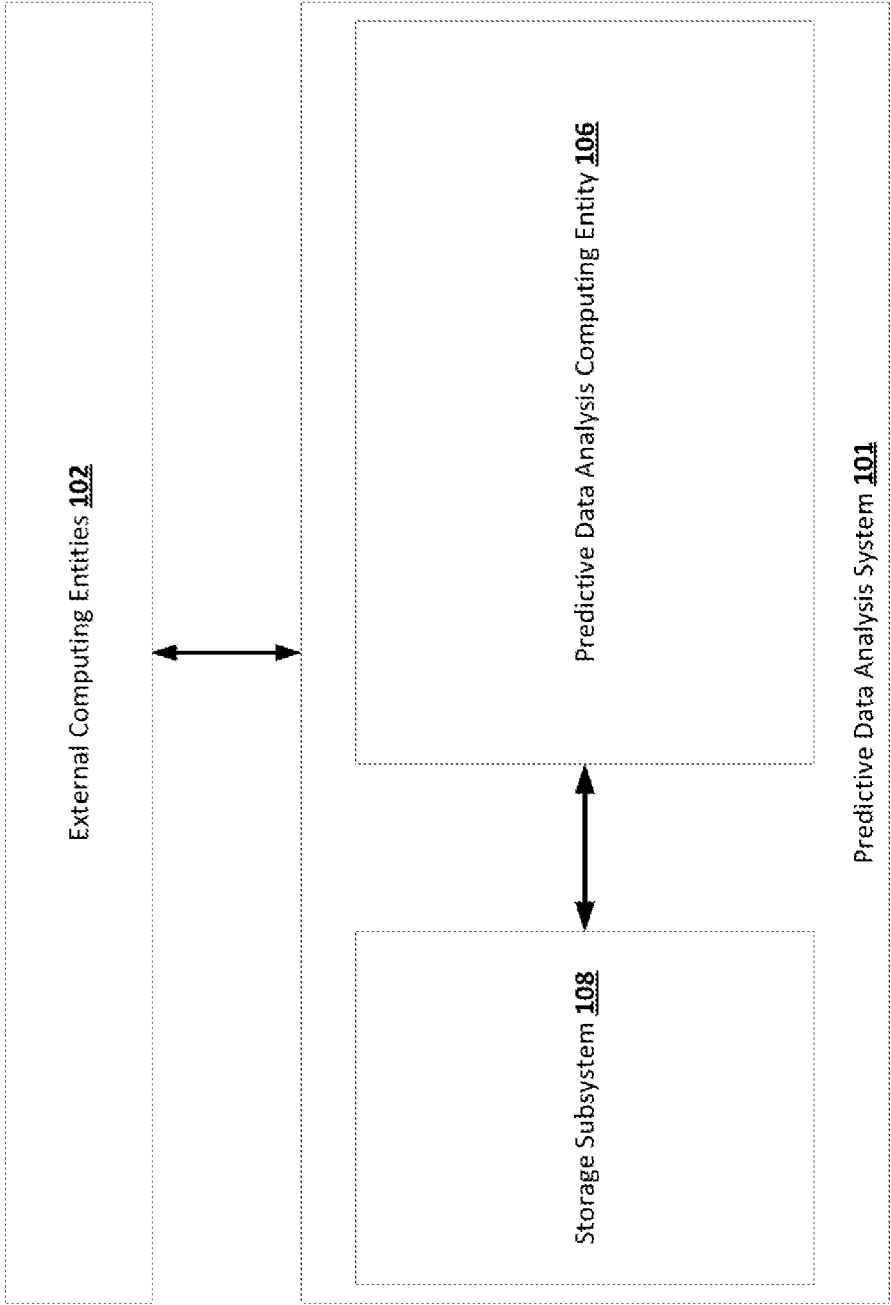 External Computing Entities 102
Storage Subsystem 108
Predictive Data Analysis Computing Entity 106
Predictive Data Analysis System 101